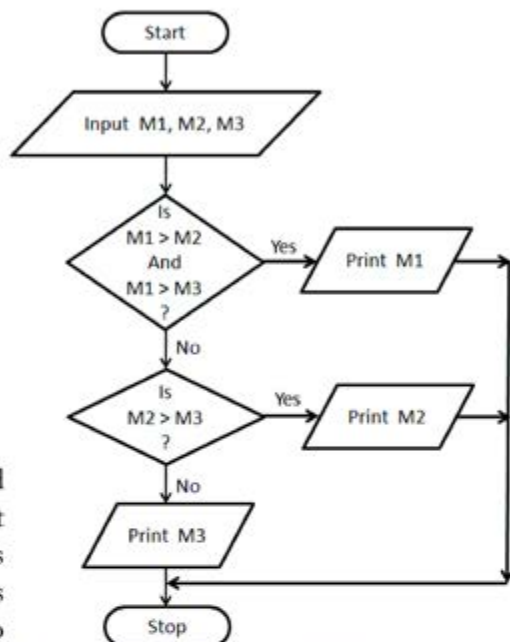 Start
Input M1, M2, M3
Is
M1 > M2
And
M1 > M3
?
Yes
Print M1
No
Is
M2 > M3
?
Yes
Print M2
No
Print M3
Stop